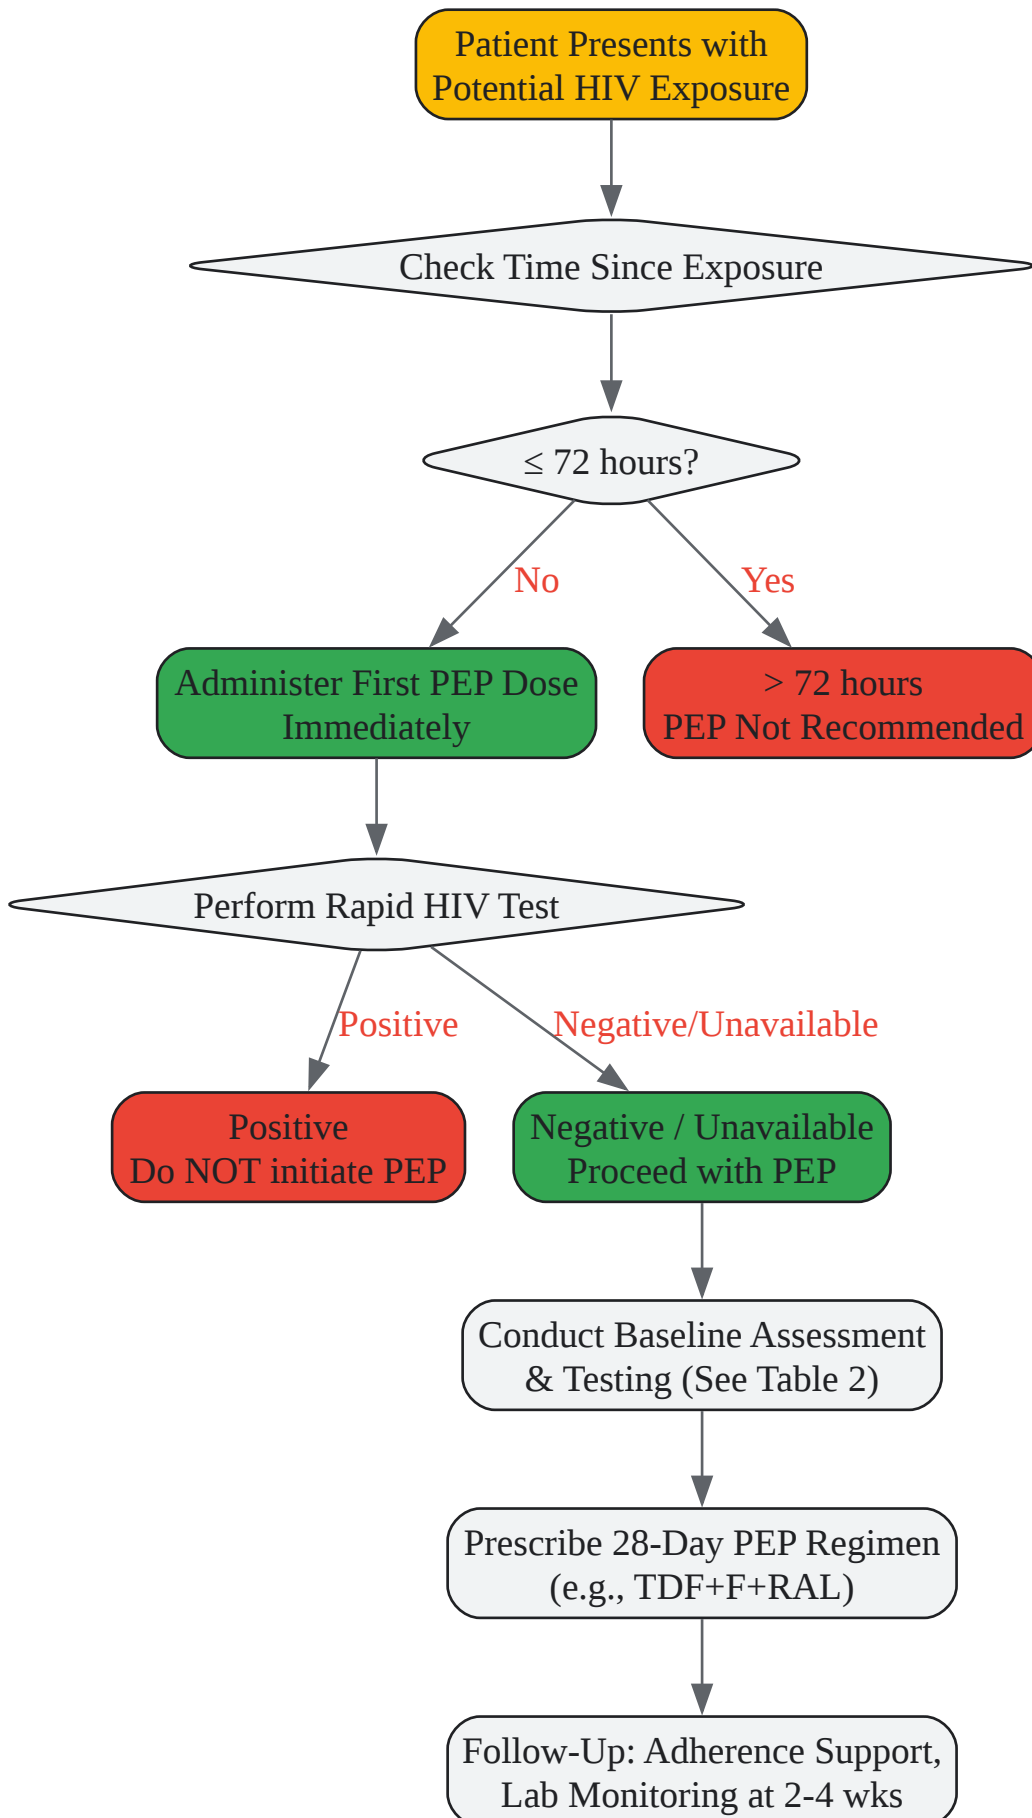 Patient Presents with
Potential HIV Exposure
Check Time Since Exposure
≤ 72 hours?
No
Yes
Administer First PEP Dose
Immediately
> 72 hours
PEP Not Recommended
Perform Rapid HIV Test
Positive
Negative/Unavailable
Positive
Do NOT initiate PEP
Negative / Unavailable
Proceed with PEP
Conduct Baseline Assessment
& Testing (See Table 2)
Prescribe 28-Day PEP Regimen
(e.g., TDF+F+RAL)
Follow-Up: Adherence Support,
Lab Monitoring at 2-4 wks